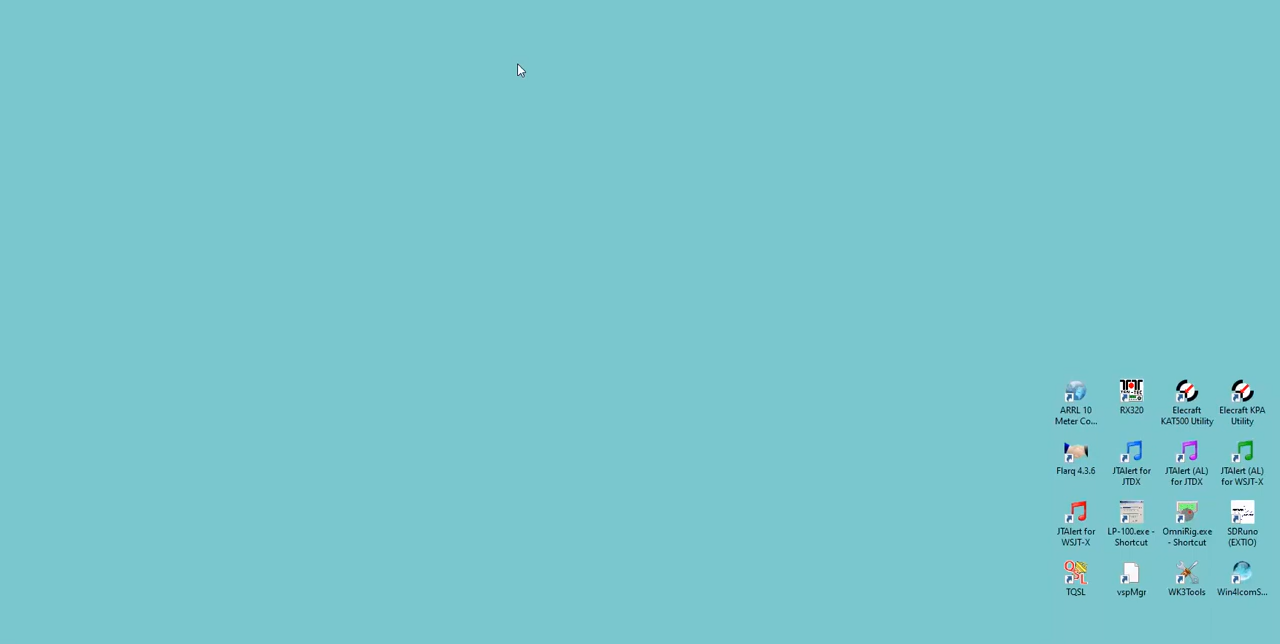 ARRL 10
Meter Co...
RX320
Elecraft
KAT500 Utility
Elecraft KPA
Utility
Flarq 4.3.6
JTAlert for
JTDX
JTAlert (AL)
for JTDX
JTAlert (AL)
for WSJT-X
JTAlert for
WSJT-X
LP-100.exe -
Shortcut
OmniRig.exe
- Shortcut
SDRuno
(EXTIO)
TQSL
vspMgr
WK3Tools
Win4IcomS...